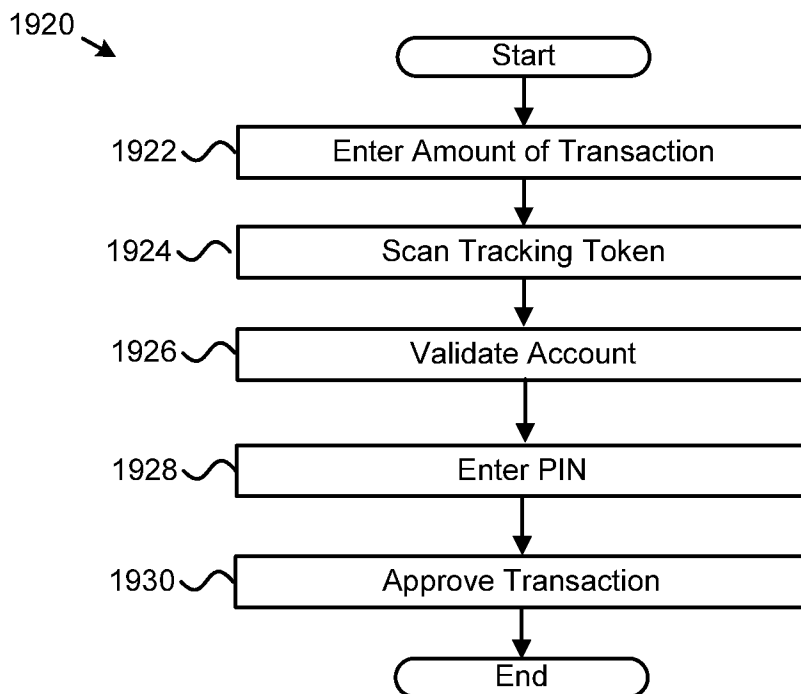 1920
Start
1922 Enter Amount of Transaction
1924 Scan Tracking Token
1926 Validate Account
1928 Enter PIN
1930 Approve Transaction
End